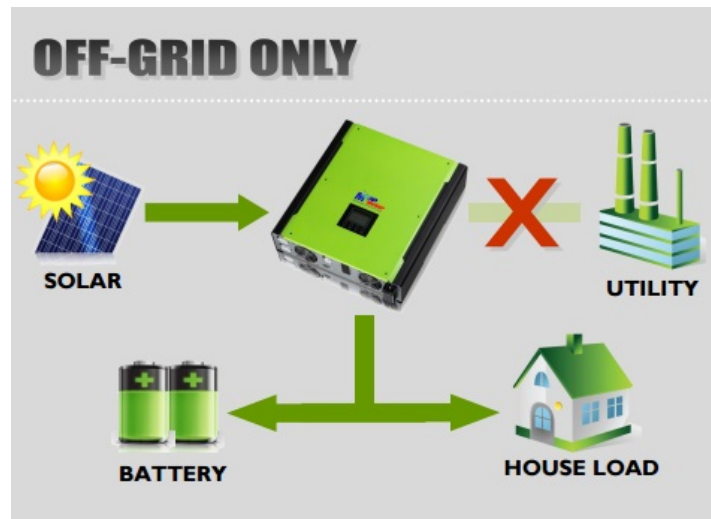 OFF-GRID ONLY
SOLAR
UTILITY
BATTERY
HOUSE LOAD